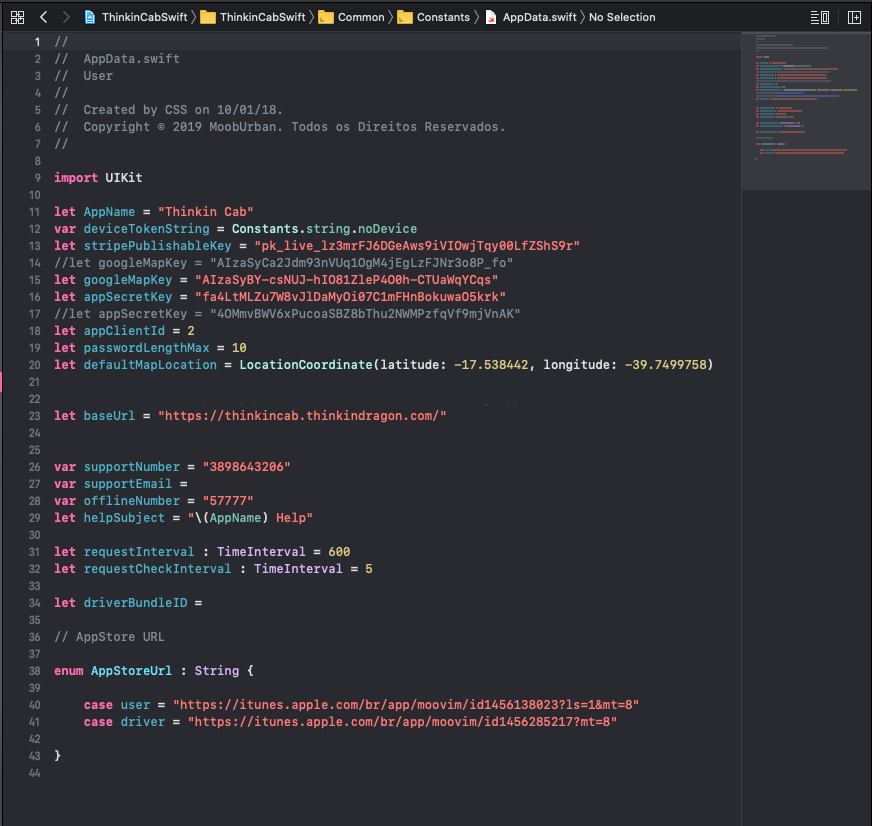 ThinkinCabSwift ThinkinCabSwift Common Constants AppData.swift No Selection
1 //
2 //  AppData.swift
3 //  User
4 //
5 //  Created by CSS on 10/01/18.
6 //  Copyright © 2019 MoobUrban. Todos os Direitos Reservados.
7 //
8
9 import UIKit
10
11 let AppName = "Thinkin Cab"
12 var deviceTokenString = Constants.string.noDevice
13 let stripePublishableKey = "pk_live_lz3mrFJ6DGeAws9iVIOwjTqy00LfZShS9r"
14 //let googleMapKey = "AIzaSyCa2Jdm93nVUq1OgM4jEgLzFJNr3o8P_fo"
15 let googleMapKey = "AIzaSyBY-csNUJ-hIO81ZleP4O0h-CTUaWqYCqs"
16 let appSecretKey = "fa4LtMLZu7W8vJlDaMyOi07C1mFHnBokuwaO5krk"
17 //let appSecretKey = "4OMmvBWV6xPucoaSBZ8bThu2NWMPzfqVf9mjVnAK"
18 let appClientId = 2
19 let passwordLengthMax = 10
20 let defaultMapLocation = LocationCoordinate(latitude: -17.538442, longitude: -39.7499758)
21
22
23 let baseUrl = "https://thinkincab.thinkindragon.com/"
24
25
26 var supportNumber = "3898643206"
27 var supportEmail =
28 var offlineNumber = "57777"
29 let helpSubject = "\(AppName) Help"
30
31 let requestInterval : TimeInterval = 600
32 let requestCheckInterval : TimeInterval = 5
33
34 let driverBundleID =
35
36 // AppStore URL
37
38 enum AppStoreUrl : String {
39
40     case user = "https://itunes.apple.com/br/app/moovim/id1456138023?ls=1&mt=8"
41     case driver = "https://itunes.apple.com/br/app/moovim/id1456285217?mt=8"
42
43 }
44